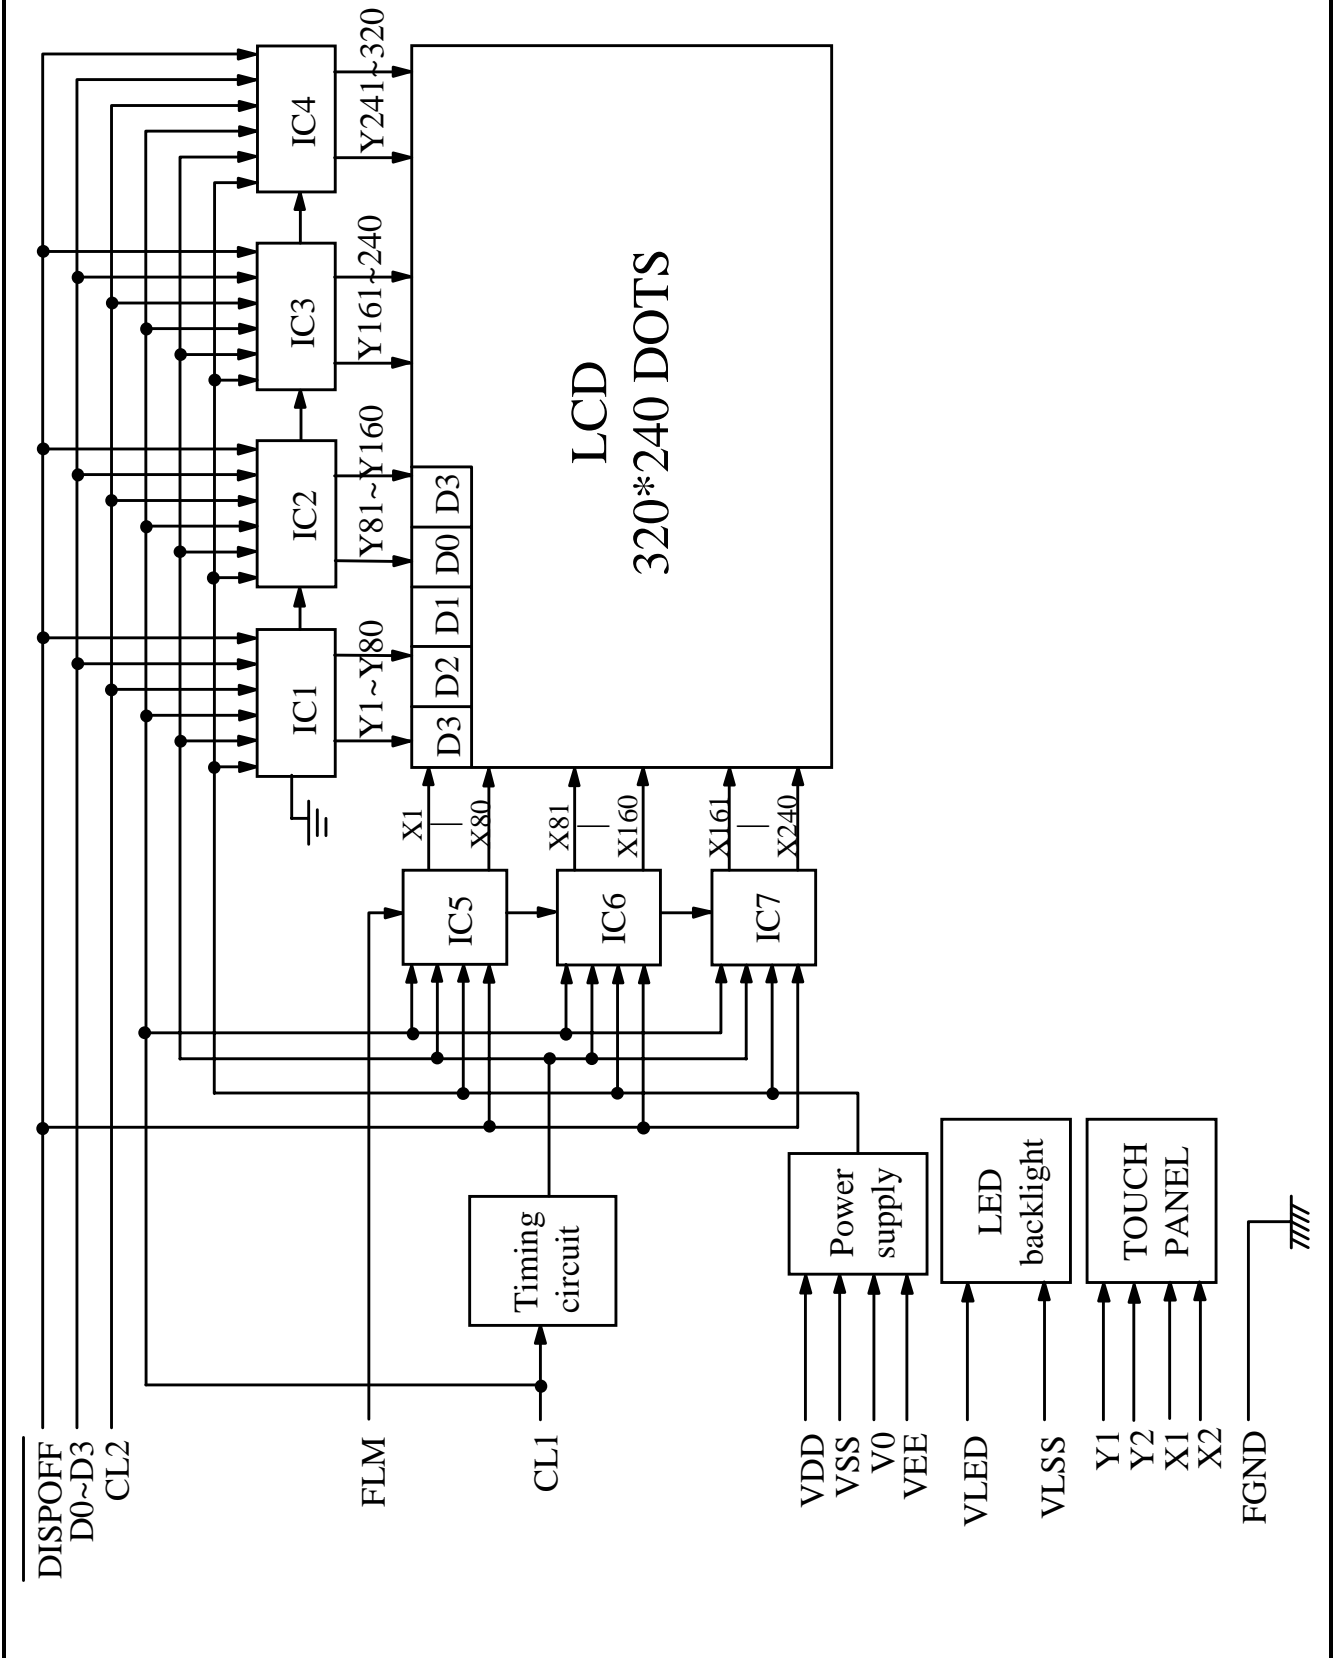 DISPOFF
D0~D3
CL2
FLM
CL1
VDD
VSS
V0
VEE
VLED
VLSS
Y1
Y2
X1
X2
FGND
Timing
circuit
Power
supply
LED
backlight
TOUCH
PANEL
IC5
IC6
IC7
X1
X80
X81
X160
X161
X240
IC1
IC2
IC3
IC4
Y1~Y80
Y81~Y160
Y161~240
Y241~320
D3
D2
D1
D0
D3
LCD
320*240 DOTS